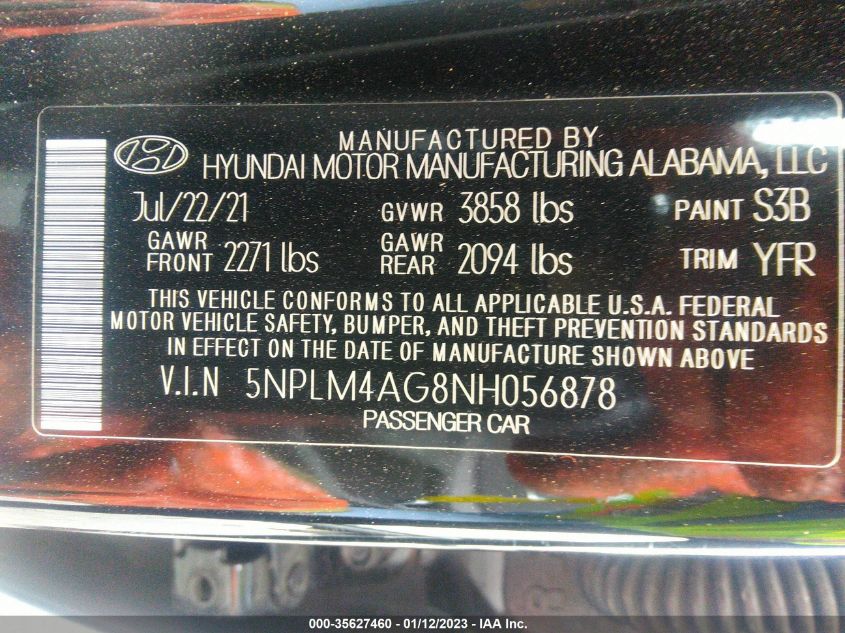 MANUFACTURED BY
HYUNDAI MOTOR MANUFACTURING ALABAMA, LLC
Jul/22/21 GVWR 3858 lbs PAINT S3B
GAWR FRONT 2271 lbs GAWR REAR 2094 lbs TRIM YFR
THIS VEHICLE CONFORMS TO ALL APPLICABLE U.S.A. FEDERAL
MOTOR VEHICLE SAFETY, BUMPER, AND THEFT PREVENTION STANDARDS
IN EFFECT ON THE DATE OF MANUFACTURE SHOWN ABOVE
V.I.N 5NPLM4AG8NH056878
PASSENGER CAR
000-35627460 - 01/12/2023 - IAA Inc.